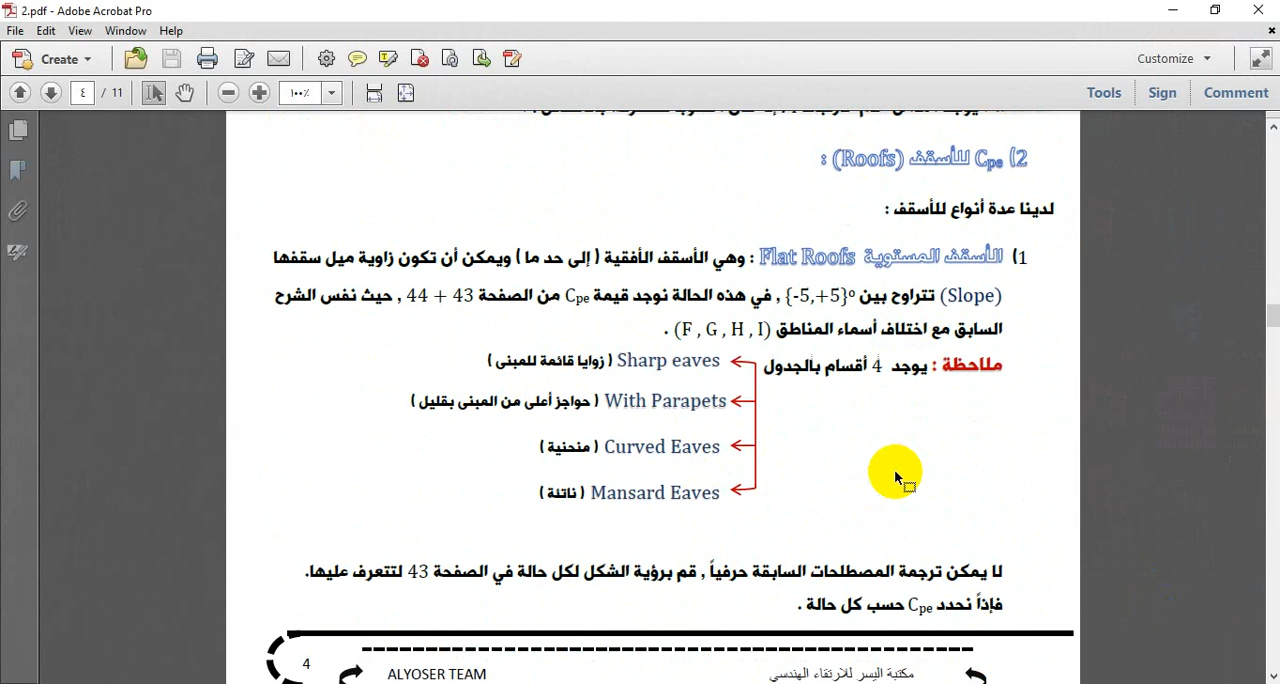 2.pdf - Adobe Acrobat Pro
File Edit View Window Help
Create
Customize
٤ / 11
١٠٠٪
Tools Sign Comment
2) Cpe للأسقف (Roofs) :
لدينا عدة أنواع للأسقف :
1) الأسقف المستوية Flat Roofs : وهي الأسقف الأفقية ( إلى حد ما ) ويمكن أن تكون زاوية ميل سقفها
(Slope) تتراوح بين {-5,+5}º , في هذه الحالة نوجد قيمة Cpe من الصفحة 43 + 44 , حيث نفس الشرح
السابق مع اختلاف أسماء المناطق (F , G , H , I) .
ملاحظة : يوجد 4 أقسام بالجدول
Sharp eaves ( زوايا قائمة للمبنى )
With Parapets ( حواجز أعلى من المبنى بقليل )
Curved Eaves ( منحنية )
Mansard Eaves ( ناتئة )
لا يمكن ترجمة المصطلحات السابقة حرفياً , قم برؤية الشكل لكل حالة في الصفحة 43 لتتعرف عليها.
فإذاً نحدد Cpe حسب كل حالة .
4
ALYOSER TEAM
مكتبة اليسر للارتقاء الهندسي